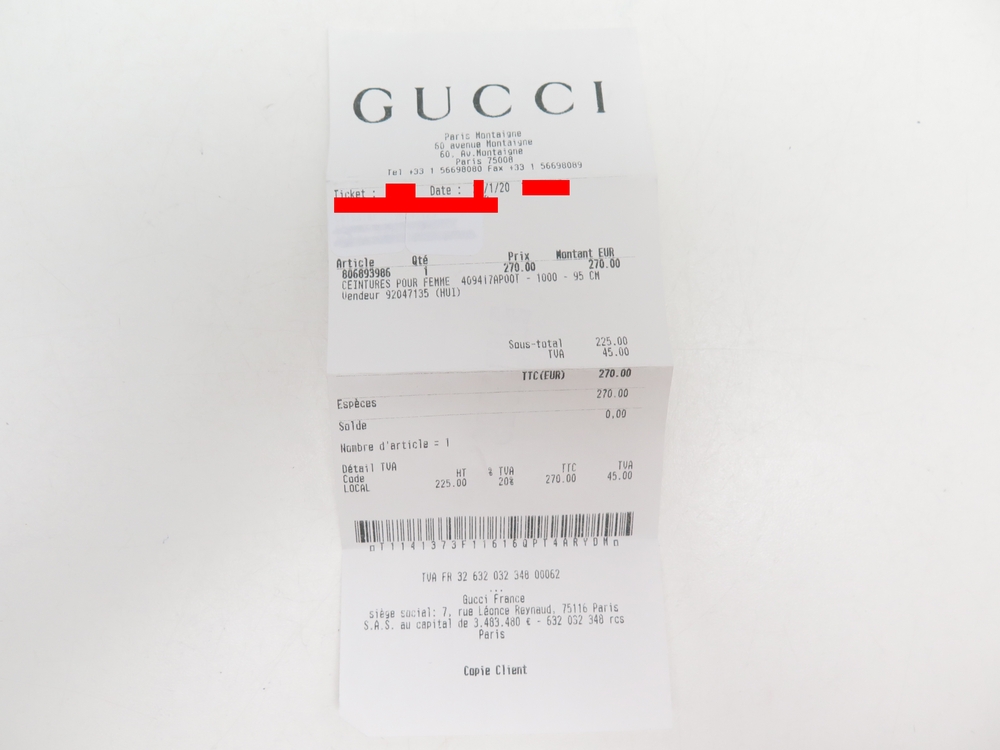 GUCCI
Paris Montaigne
60 avenue Montaigne
60. Av.Montaigne
Paris 75008
Tel +33 1 56698080 Fax +33 1 56698089
Ticket : Date : /1/20
Article Qté Prix Montant EUR
806893986 1 270.00 270.00
CEINTURES POUR FEMME 409417AP00T - 1000 - 95 CM
Vendeur 92047135 (HUI)
Sous-total 225.00
TVA 45.00
TTC(EUR) 270.00
Espèces 270.00
Solde 0.00
Nombre d'article = 1
Détail TVA
Code HT % TVA TTC TVA
LOCAL 225.00 20% 270.00 45.00
nT1141373F11616QPT4ARYDMn
TVA FR 32 632 032 348 00062
...
Gucci France
siège social: 7, rue Léonce Reynaud, 75116 Paris
S.A.S. au capital de 3.483.480 € - 632 032 348 rcs
Paris
Copie Client